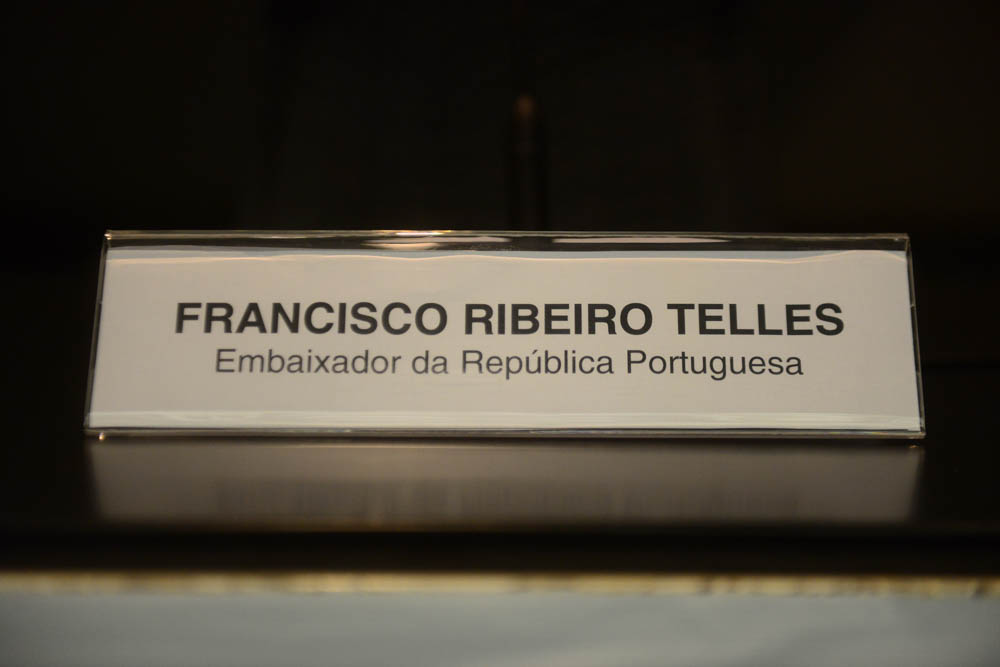 FRANCISCO RIBEIRO TELLES
Embaixador da República Portuguesa